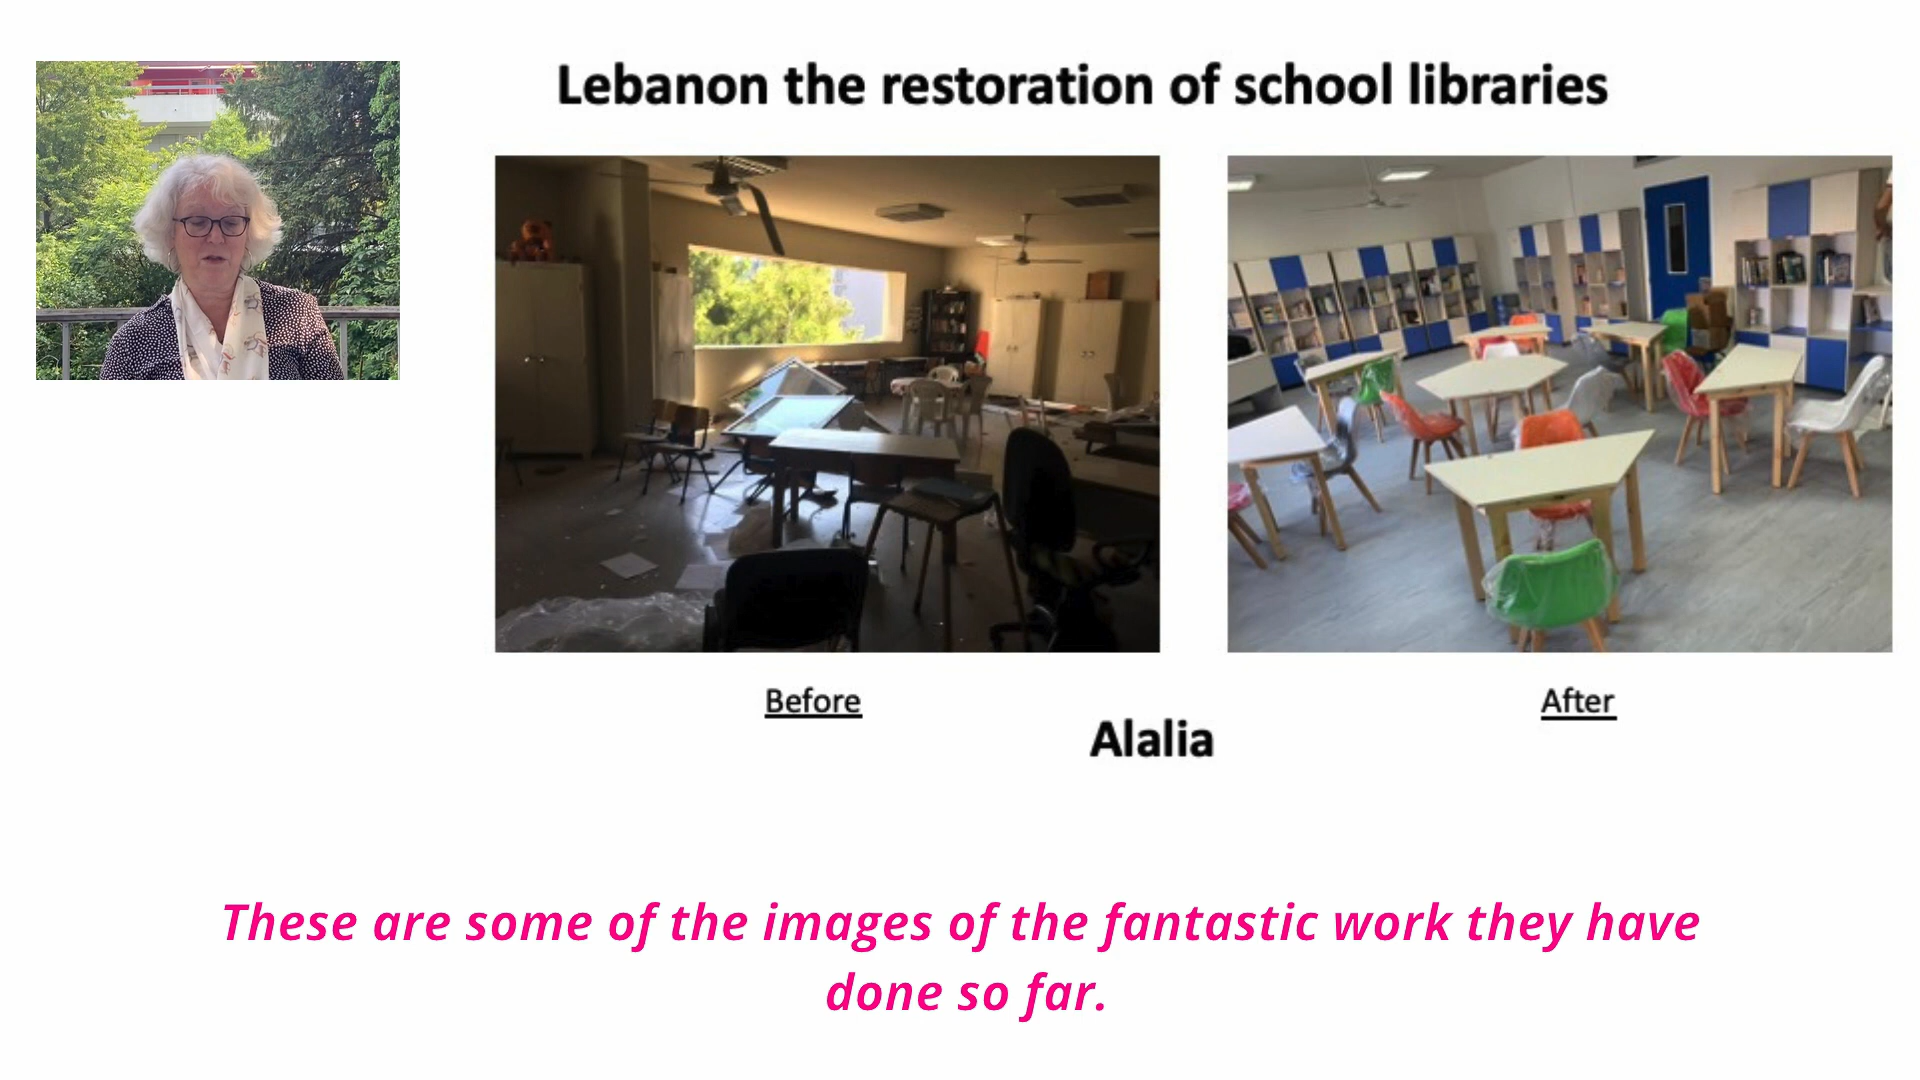 Lebanon the restoration of school libraries
Before
After
Alalia
These are some of the images of the fantastic work they have
done so far.